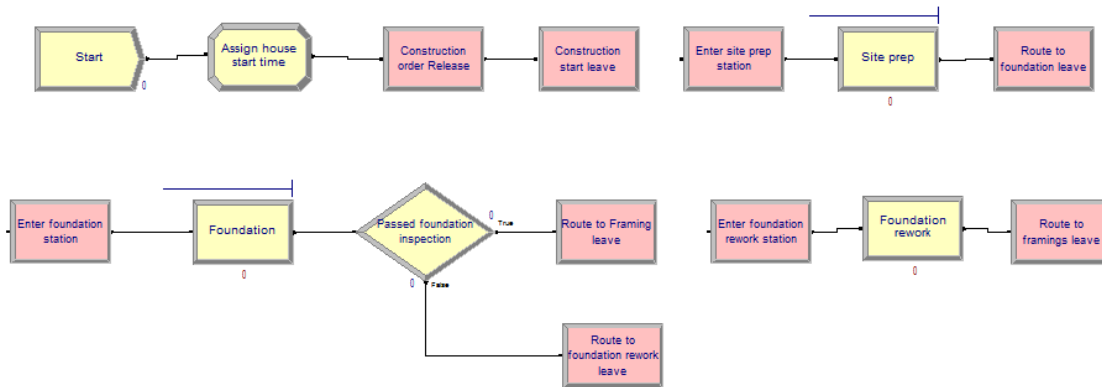 Start
0
Assign house
start time
Construction
order Release
Construction
start leave
Enter site prep
station
Site prep
0
Route to
foundation leave
Enter foundation
station
Foundation
0
Passed foundation
inspection
0
True
0
False
Route to Framing
leave
Route to
foundation rework
leave
Enter foundation
rework station
Foundation
rework
0
Route to
framings leave